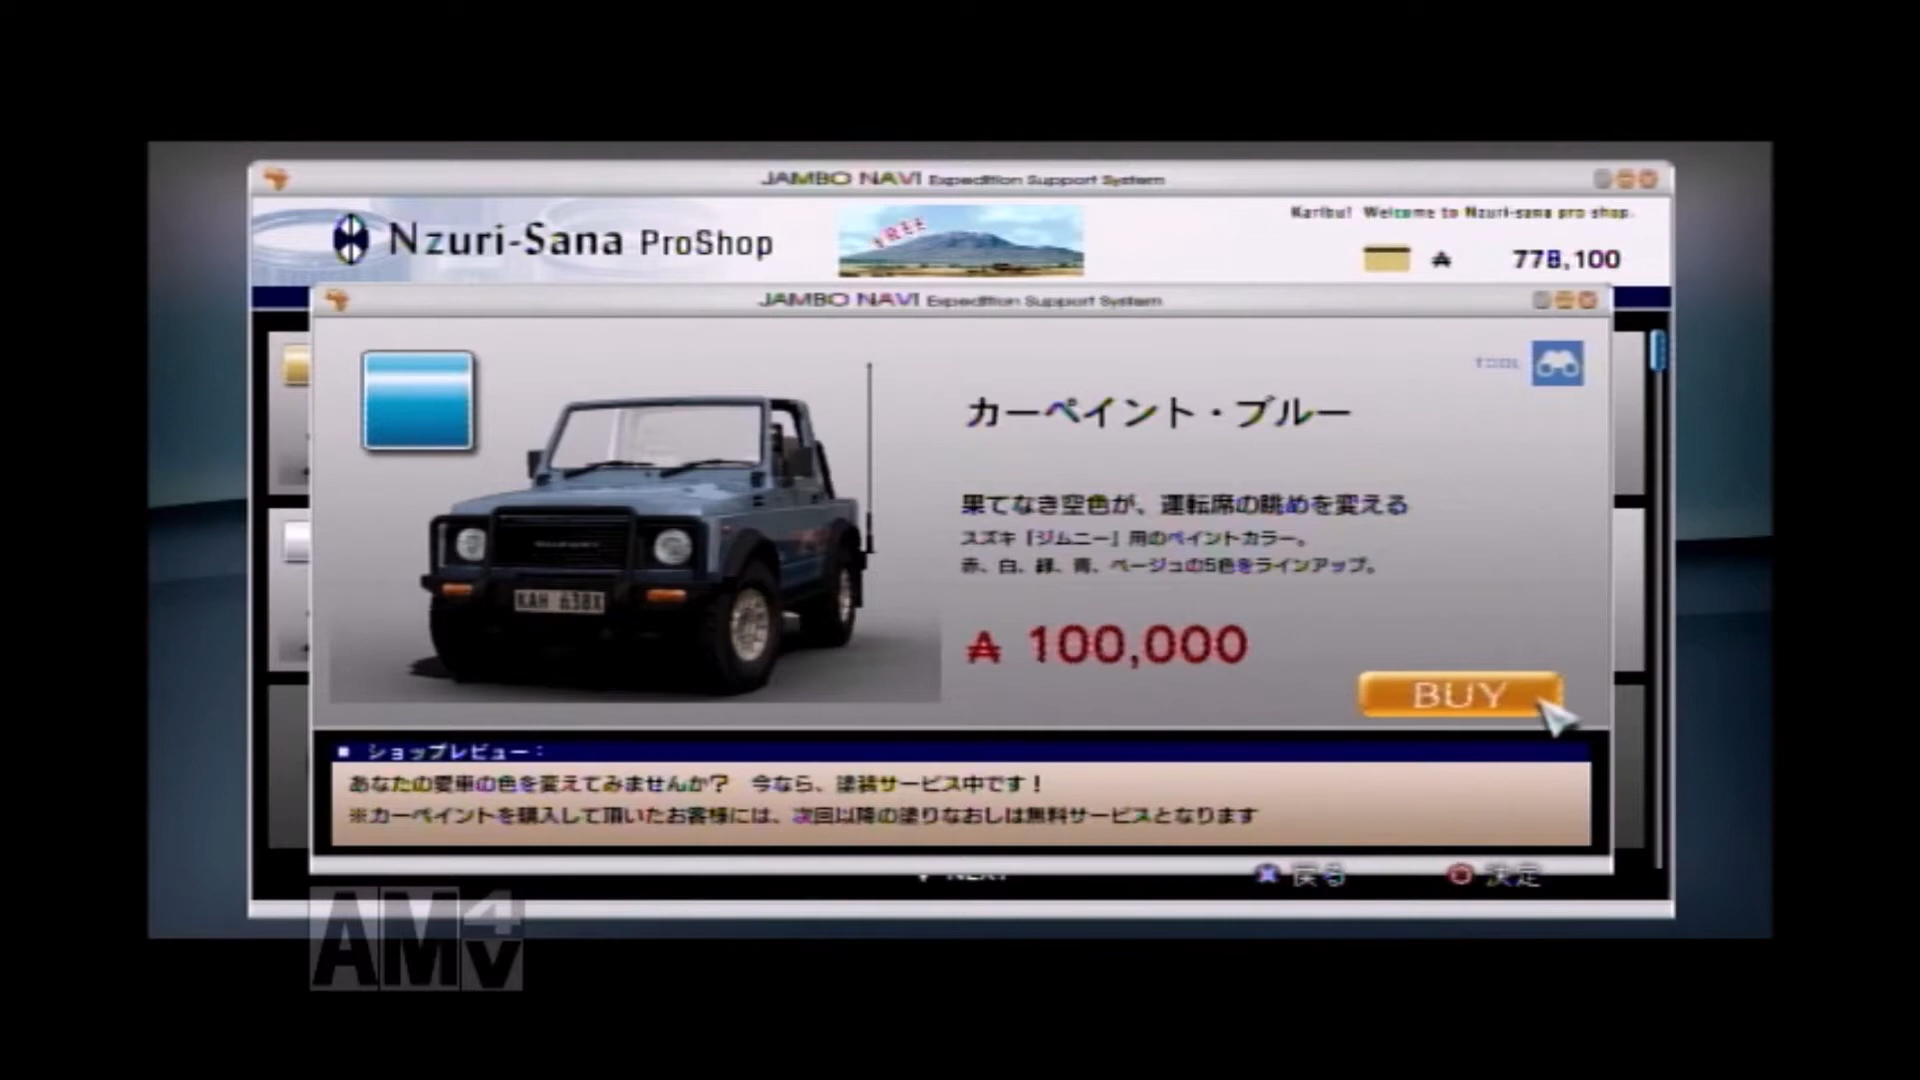 JAMBO NAVI Expedition Support System
Nzuri-Sana ProShop
FREE
Karibu! Welcome to Nzuri-sana pro shop.
778,100
JAMBO NAVI Expedition Support System
TOOL
カーペイント・ブルー
果てなき空色が、運転席の眺めを変える
スズキ「ジムニー」用のペイントカラー。
赤、白、緑、青、ベージュの5色をラインアップ。
₳ 100,000
SUZUKI
KAH 638X
BUY
■ ショップレビュー：
あなたの愛車の色を変えてみませんか？ 今なら、塗装サービス中です！
※カーペイントを購入して頂いたお客様には、次回以降の塗りなおしは無料サービスとなります
NEXT
戻る
決定
AM4V